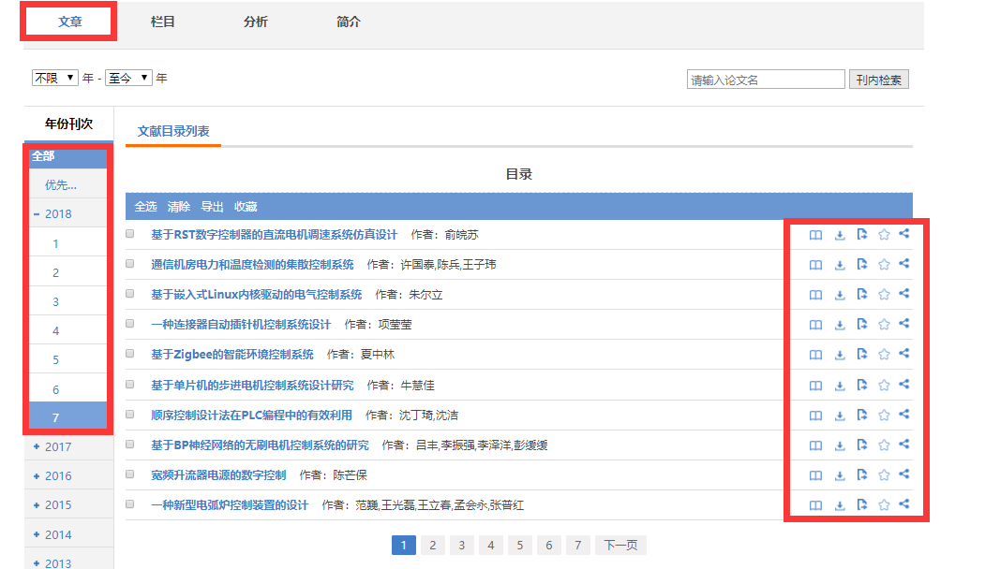 文章 栏目 分析 简介
不限 年 - 至今 年 请输入论文名 刊内检索
年份刊次 文献目录列表
全部
优先...
2018
1
2
3
4
5
6
7
2017
2016
2015
2014
2013
目录
全选 清除 导出 收藏
基于RST数字控制器的直流电机调速系统仿真设计 作者：俞皖苏
通信机房电力和温度检测的集散控制系统 作者：许国泰,陈兵,王子玮
基于嵌入式Linux内核驱动的电气控制系统 作者：朱尔立
一种连接器自动插针机控制系统设计 作者：项莹莹
基于Zigbee的智能环境控制系统 作者：夏中林
基于单片机的步进电机控制系统设计研究 作者：牛慧佳
顺序控制设计法在PLC编程中的有效利用 作者：沈丁琦,沈洁
基于BP神经网络的无刷电机控制系统的研究 作者：吕丰,李振强,李泽洋,彭缓缓
宽频升流器电源的数字控制 作者：陈芒保
一种新型电弧炉控制装置的设计 作者：范巍,王光磊,王立春,孟会永,张普红
1 2 3 4 5 6 7 下一页